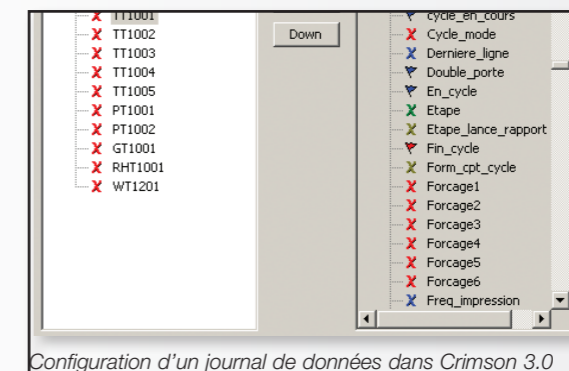 TT1001
TT1002
TT1003
TT1004
TT1005
PT1001
PT1002
GT1001
RHT1001
WT1201
Down
cycle_en_cours
Cycle_mode
Derniere_ligne
Double_porte
En_cycle
Etape
Etape_lance_rapport
Fin_cycle
Form_cpt_cycle
Forcage1
Forcage2
Forcage3
Forcage4
Forcage5
Forcage6
Freq_impression
Configuration d'un journal de données dans Crimson 3.0